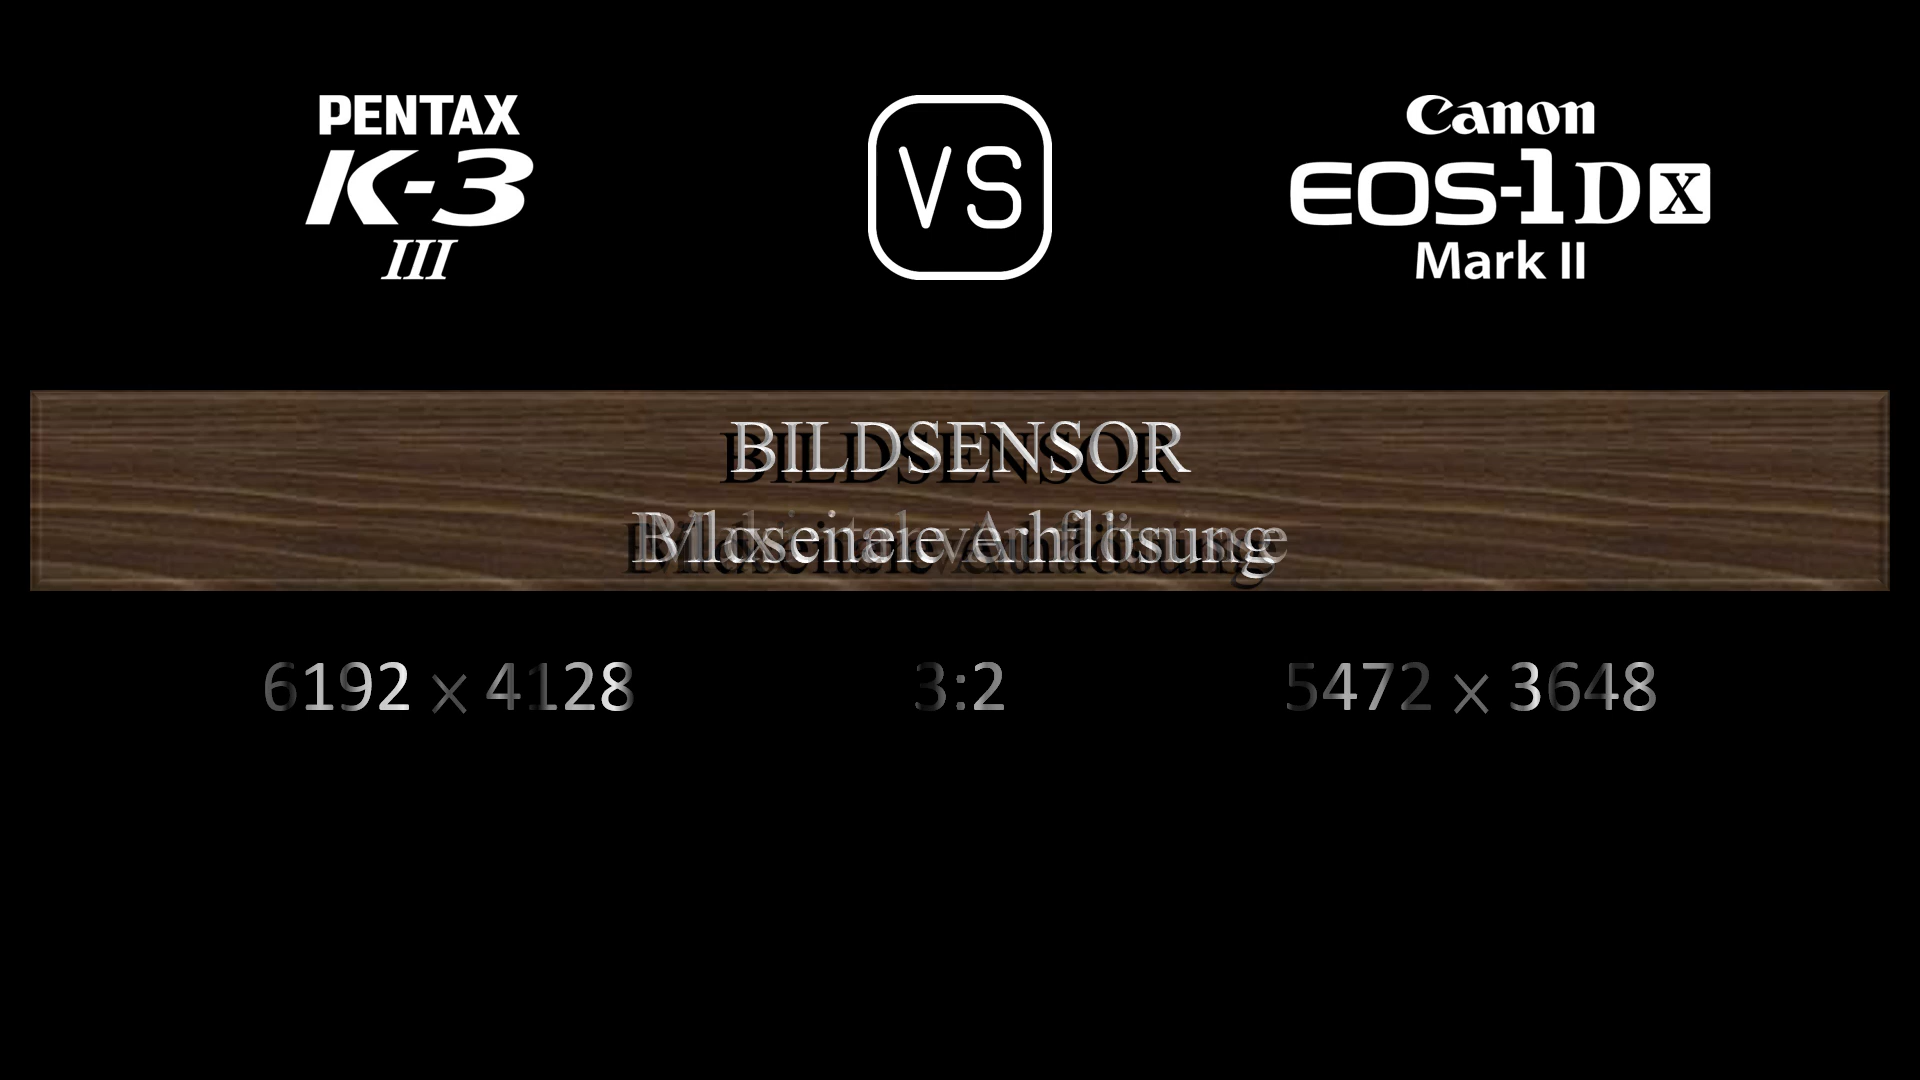 PENTAX
K-3
III
VS
Canon
EOS-1D X
Mark II
BILDSENSOR
6192 x 4128
3:2
5472 x 3648